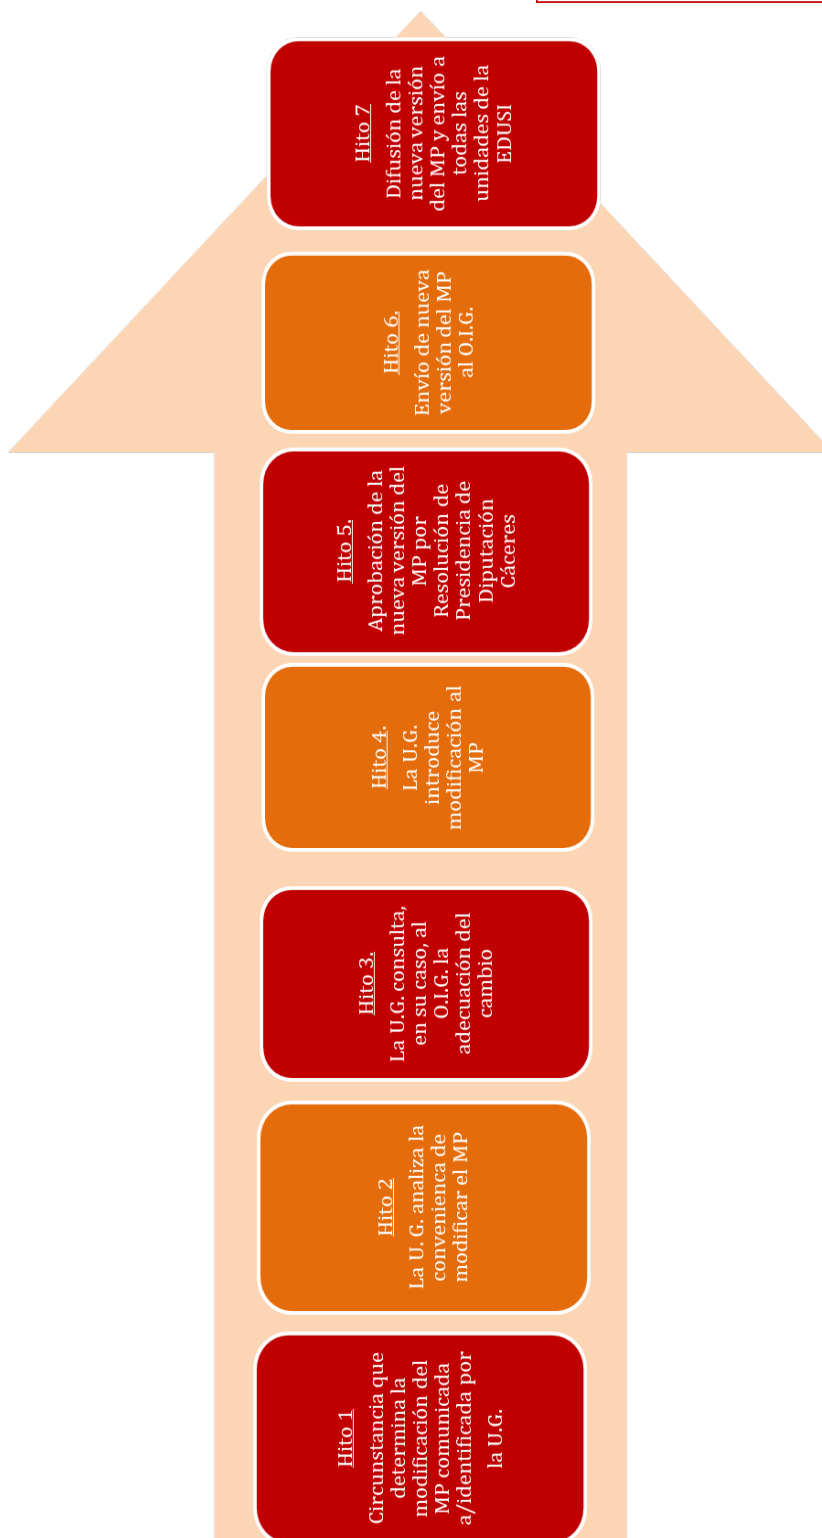 Hito 1
Circunstancia que
determina la
modificación del
MP comunicada
a/identificada por
la U.G.
Hito 2
La U. G. analiza la
convenienca de
modificar el MP
Hito 3.
La U.G. consulta,
en su caso, al
O.I.G. la
adecuación del
cambio
Hito 4.
La U.G.
introduce
modificación al
MP
Hito 5.
Aprobación de la
nueva versión del
MP por
Resolución de
Presidencia de
Diputación
Cáceres
Hito 6.
Envío de nueva
versión del MP
al O.I.G.
Hito 7
Difusión de la
nueva versión
del MP y envío a
todas las
unidades de la
EDUSI